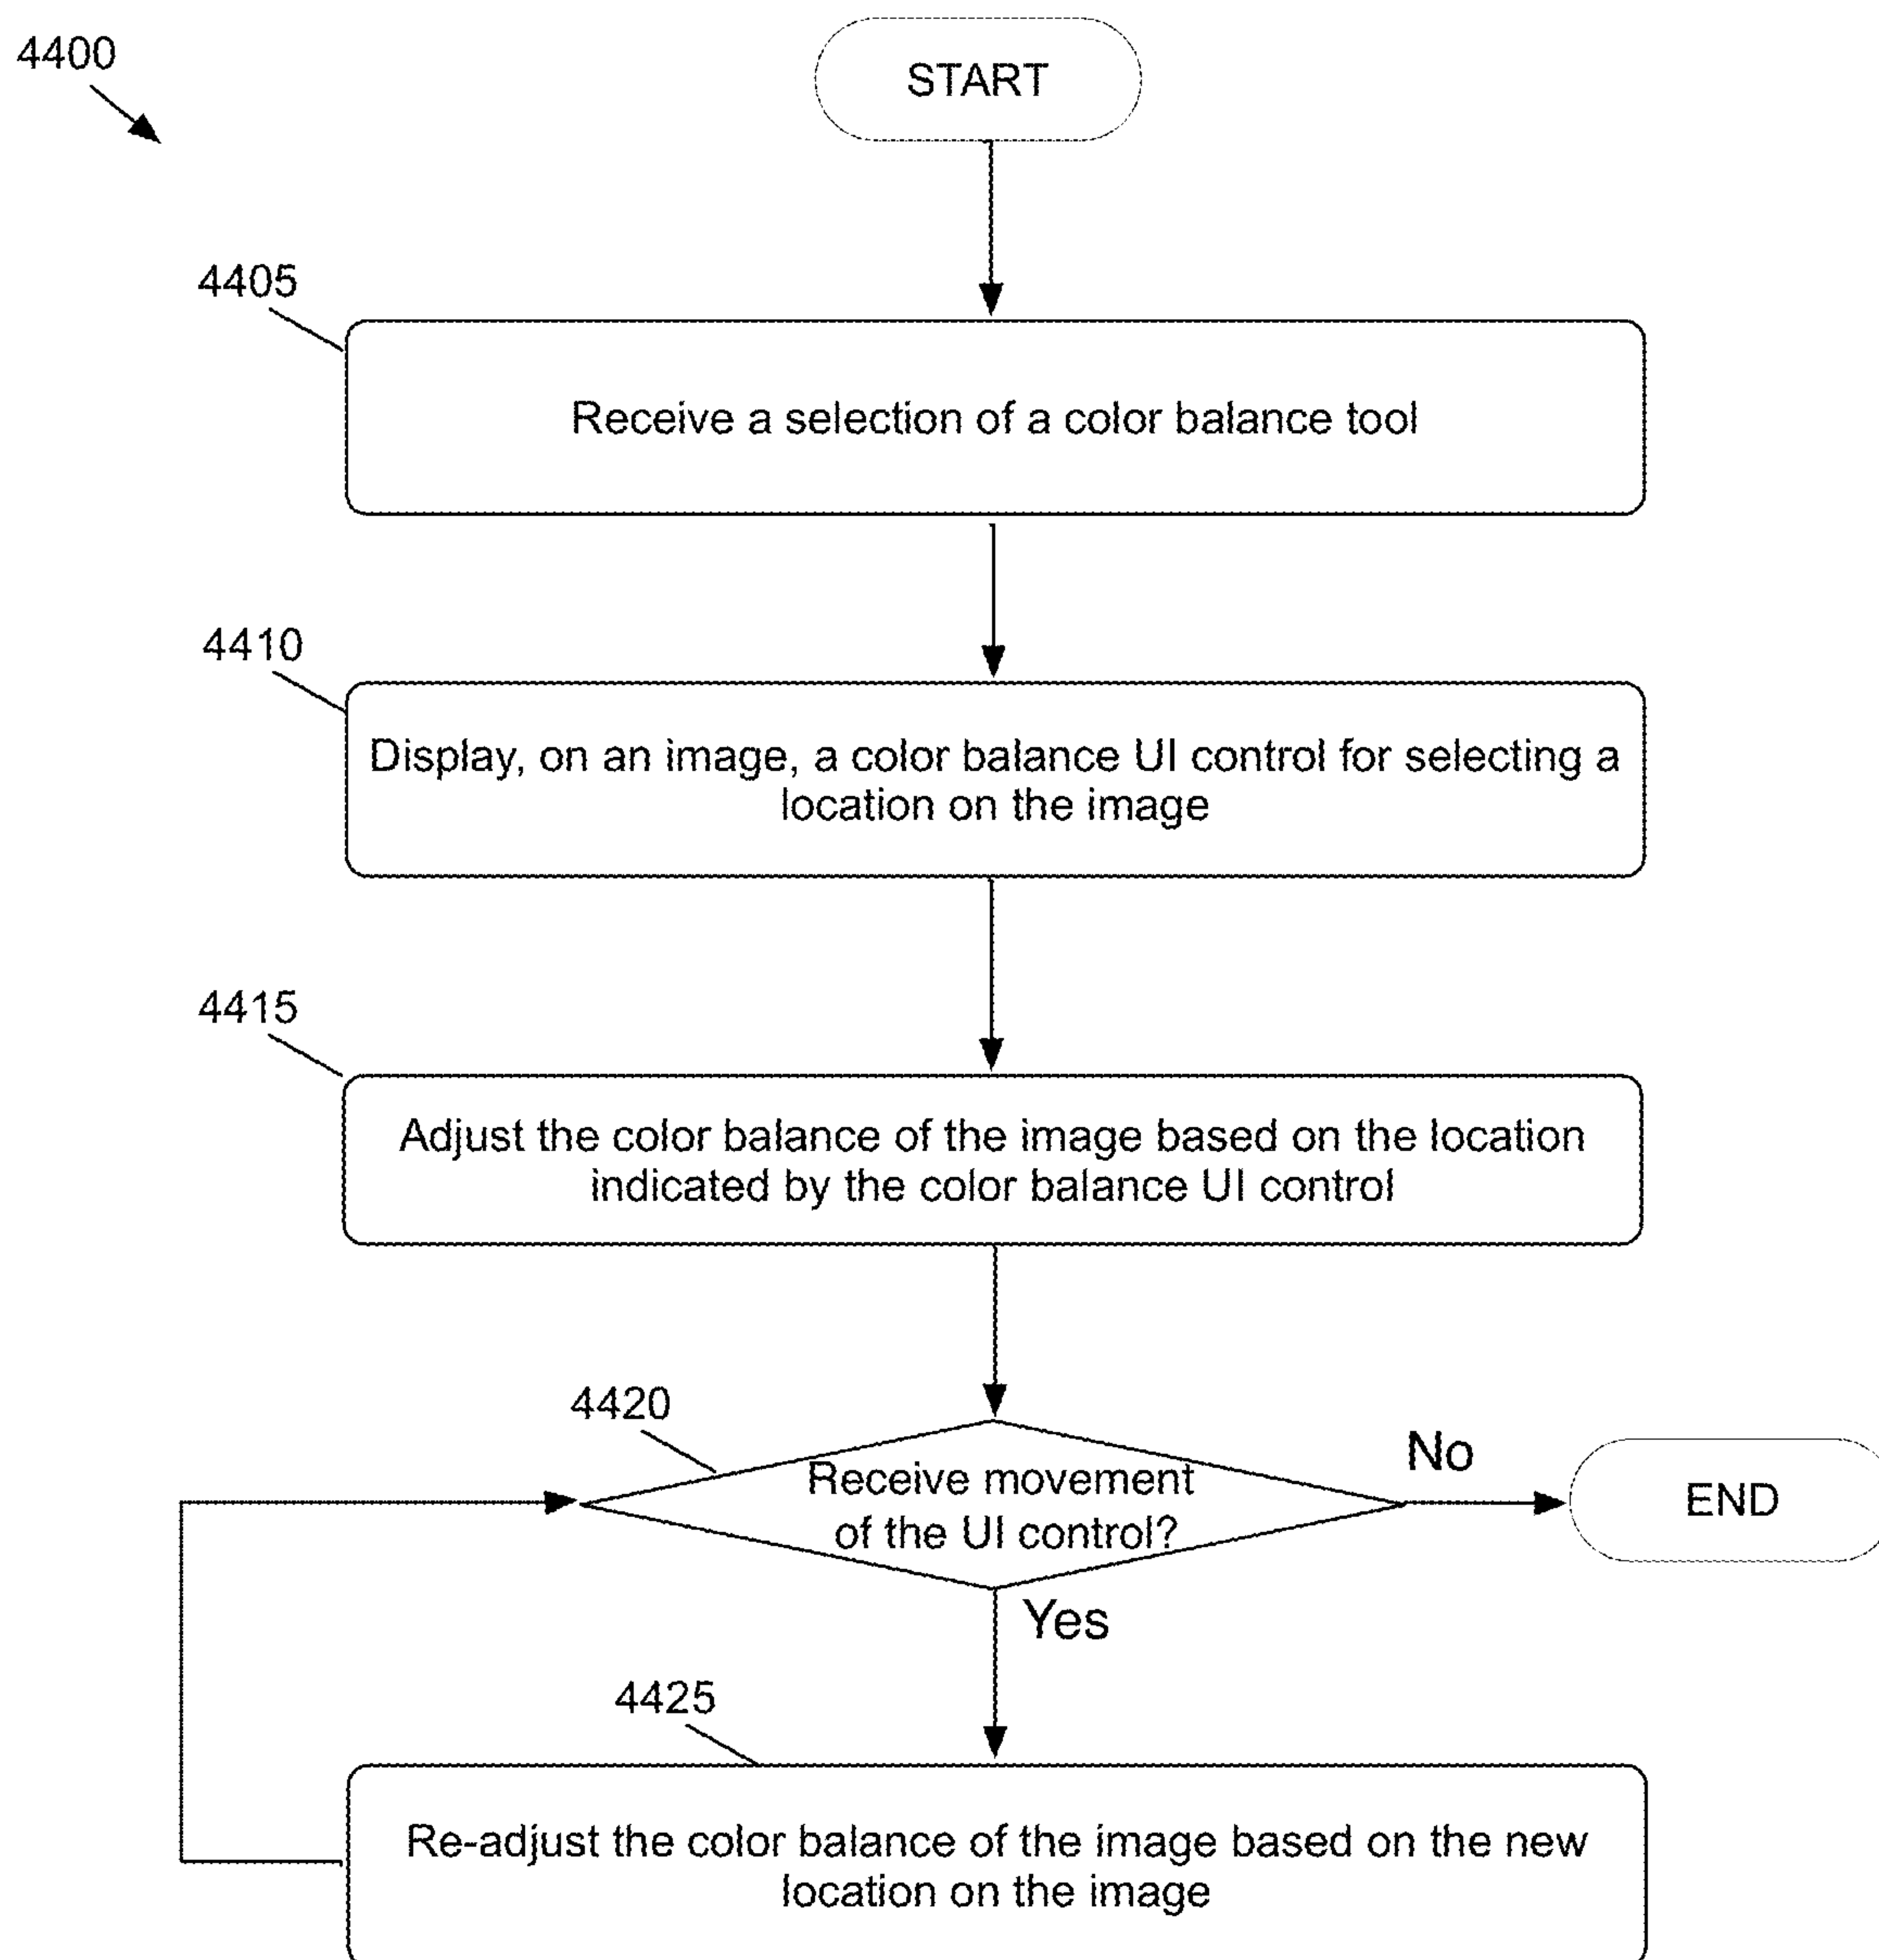 4400
START
4405
Receive a selection of a color balance tool
4410
Display, on an image, a color balance UI control for selecting a
location on the image
4415
Adjust the color balance of the image based on the location
indicated by the color balance UI control
4420
Receive movement
of the UI control?
No
END
Yes
4425
Re-adjust the color balance of the image based on the new
location on the image